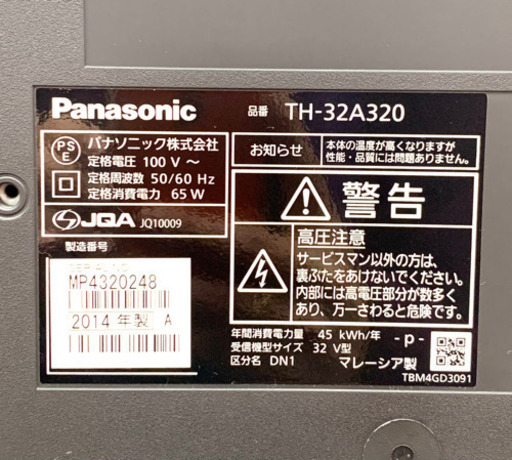 Panasonic
品番 TH-32A320
PS
E
パナソニック株式会社
定格電圧 100 V ～
定格周波数 50/60 Hz
定格消費電力 65 W
JQA JQ10009
製造番号
SERIAL NO.
MP4320248
2014 年製 A
お知らせ
本体の温度が高くなりますが
性能・品質には問題ありません。
警告
高圧注意
サービスマン以外の方は、
裏ぶたをあけないでください。
内部には高電圧部分が数多く
あり、万一さわると危険です。
年間消費電力量 45 kWh/年
受信機型サイズ 32 V型
区分名 DN1
-p-
マレーシア製
TBM4GD3091